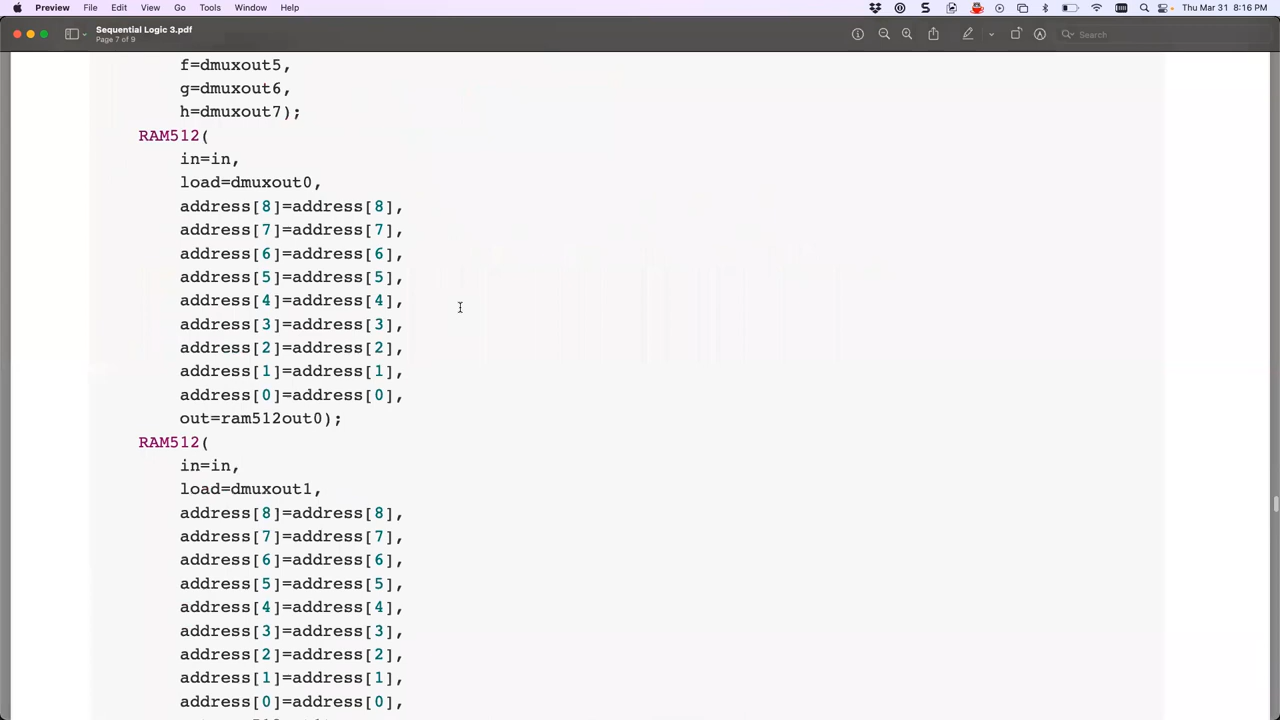 Preview File Edit View Go Tools Window Help Thu Mar 31 8:16 PM
Sequential Logic 3.pdf
Page 7 of 9
Search
f=dmuxout5,
g=dmuxout6,
h=dmuxout7);
RAM512(
in=in,
load=dmuxout0,
address[8]=address[8],
address[7]=address[7],
address[6]=address[6],
address[5]=address[5],
address[4]=address[4],
address[3]=address[3],
address[2]=address[2],
address[1]=address[1],
address[0]=address[0],
out=ram512out0);
RAM512(
in=in,
load=dmuxout1,
address[8]=address[8],
address[7]=address[7],
address[6]=address[6],
address[5]=address[5],
address[4]=address[4],
address[3]=address[3],
address[2]=address[2],
address[1]=address[1],
address[0]=address[0],